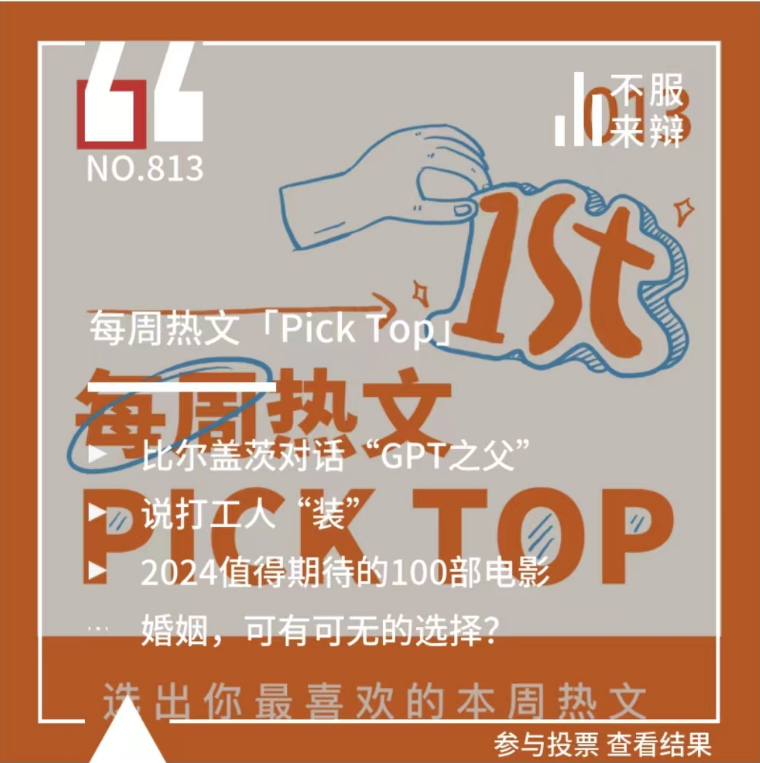 NO.813
013
不服
来辩
1st
每周热文「Pick Top」
每周热文
比尔盖茨对话“GPT之父”
说打工人“装”
PICK TOP
2024值得期待的100部电影
婚姻，可有可无的选择？
选出你最喜欢的本周热文
参与投票 查看结果